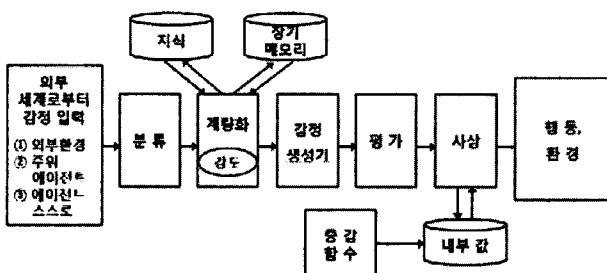 지식
장기
메모리
외부
세계로부터
감정 입력
① 외부환경
② 주위
에이전트
③ 에이전트
스스로
분류
계량화
강도
감정
생성기
평가
사상
행동,
환경
증감
함수
내부 값